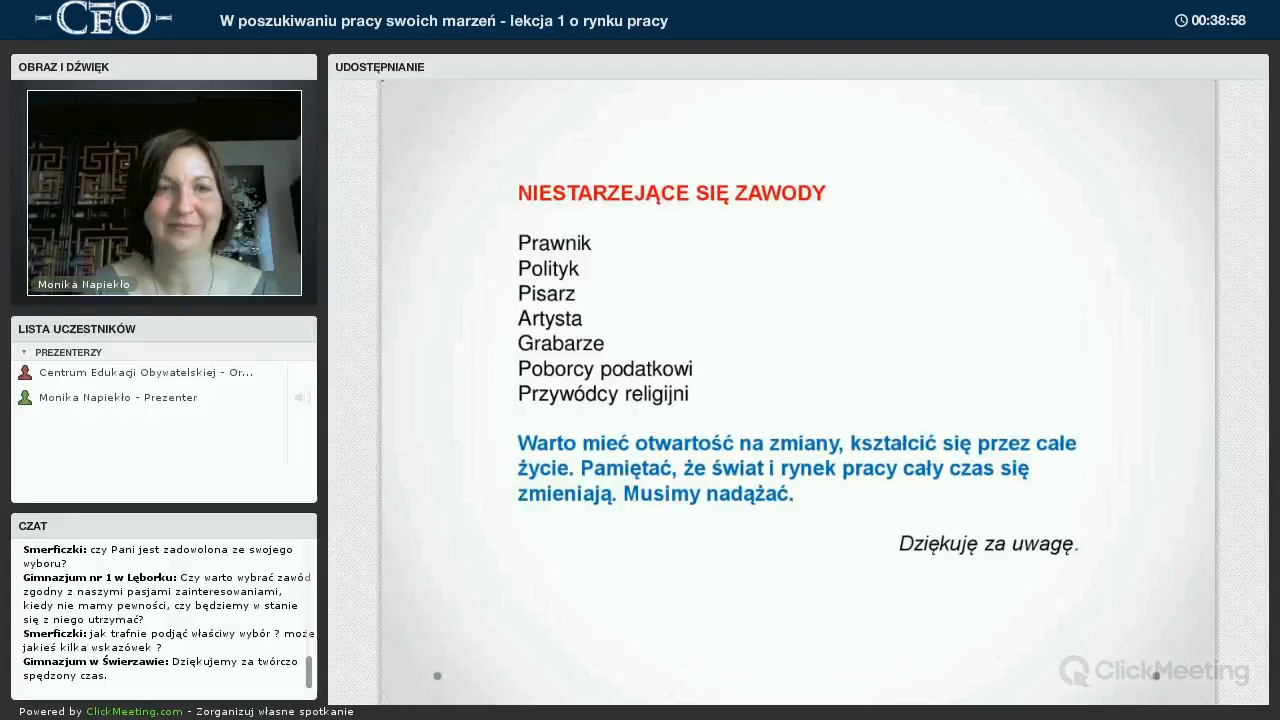 CEO
W poszukiwaniu pracy swoich marzeń - lekcja 1 o rynku pracy
00:38:58
OBRAZ I DŹWIĘK
Monika Napiekło
LISTA UCZESTNIKÓW
PREZENTERZY
Centrum Edukacji Obywatelskiej - Or...
Monika Napiekło - Prezenter
CZAT
Smerficzki: czy Pani jest zadowolona ze swojego
wyboru?
Gimnazjum nr 1 w Lęborku: Czy warto wybrać zawód
zgodny z naszymi pasjami zainteresowaniami,
kiedy nie mamy pewności, czy będziemy w stanie
się z niego utrzymać?
Smerficzki: jak trafnie podjąć właściwy wybór ? może
jakieś kilka wskazówek ?
Gimnazjum w Świerzawie: Dziękujemy za twórczo
spędzony czas.
UDOSTĘPNIANIE
NIESTARZEJĄCE SIĘ ZAWODY
Prawnik
Polityk
Pisarz
Artysta
Grabarze
Poborcy podatkowi
Przywódcy religijni
Warto mieć otwartość na zmiany, kształcić się przez całe
życie. Pamiętać, że świat i rynek pracy cały czas się
zmieniają. Musimy nadążać.
Dziękuję za uwagę.
ClickMeeting
Powered by ClickMeeting.com - Zorganizuj własne spotkanie